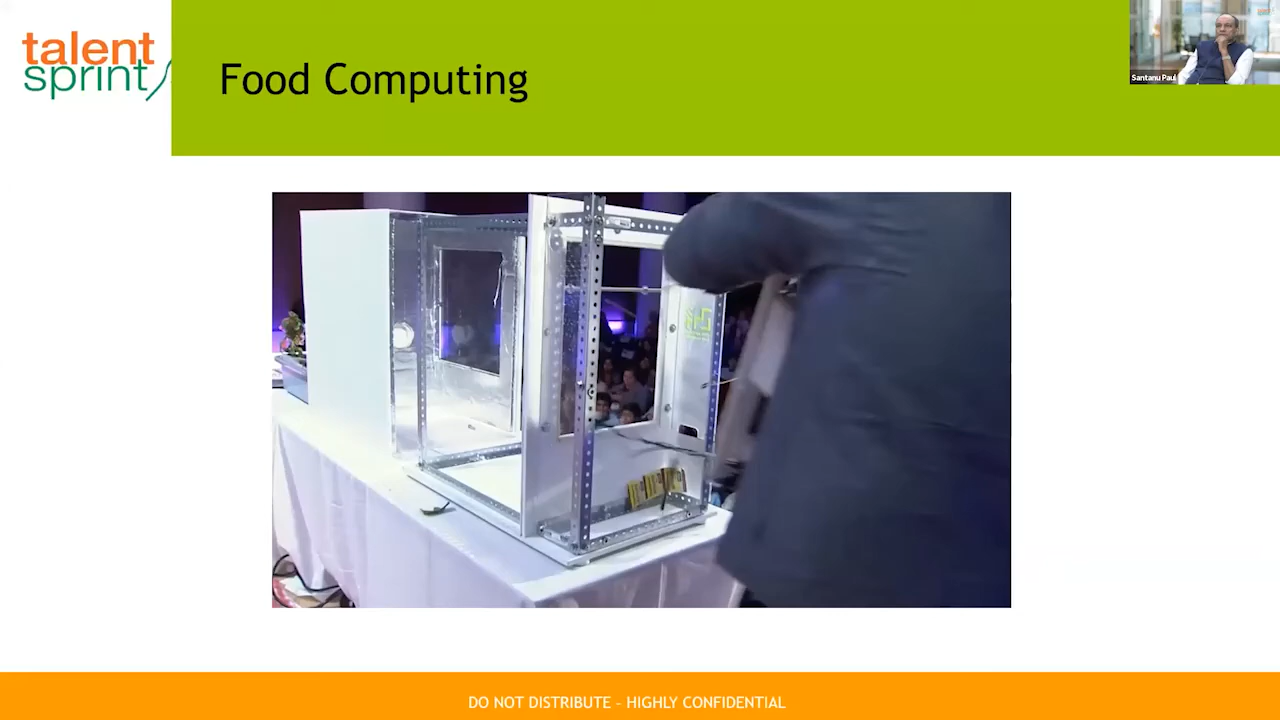 talent
sprint
Food Computing
Santanu Paul
DO NOT DISTRIBUTE – HIGHLY CONFIDENTIAL